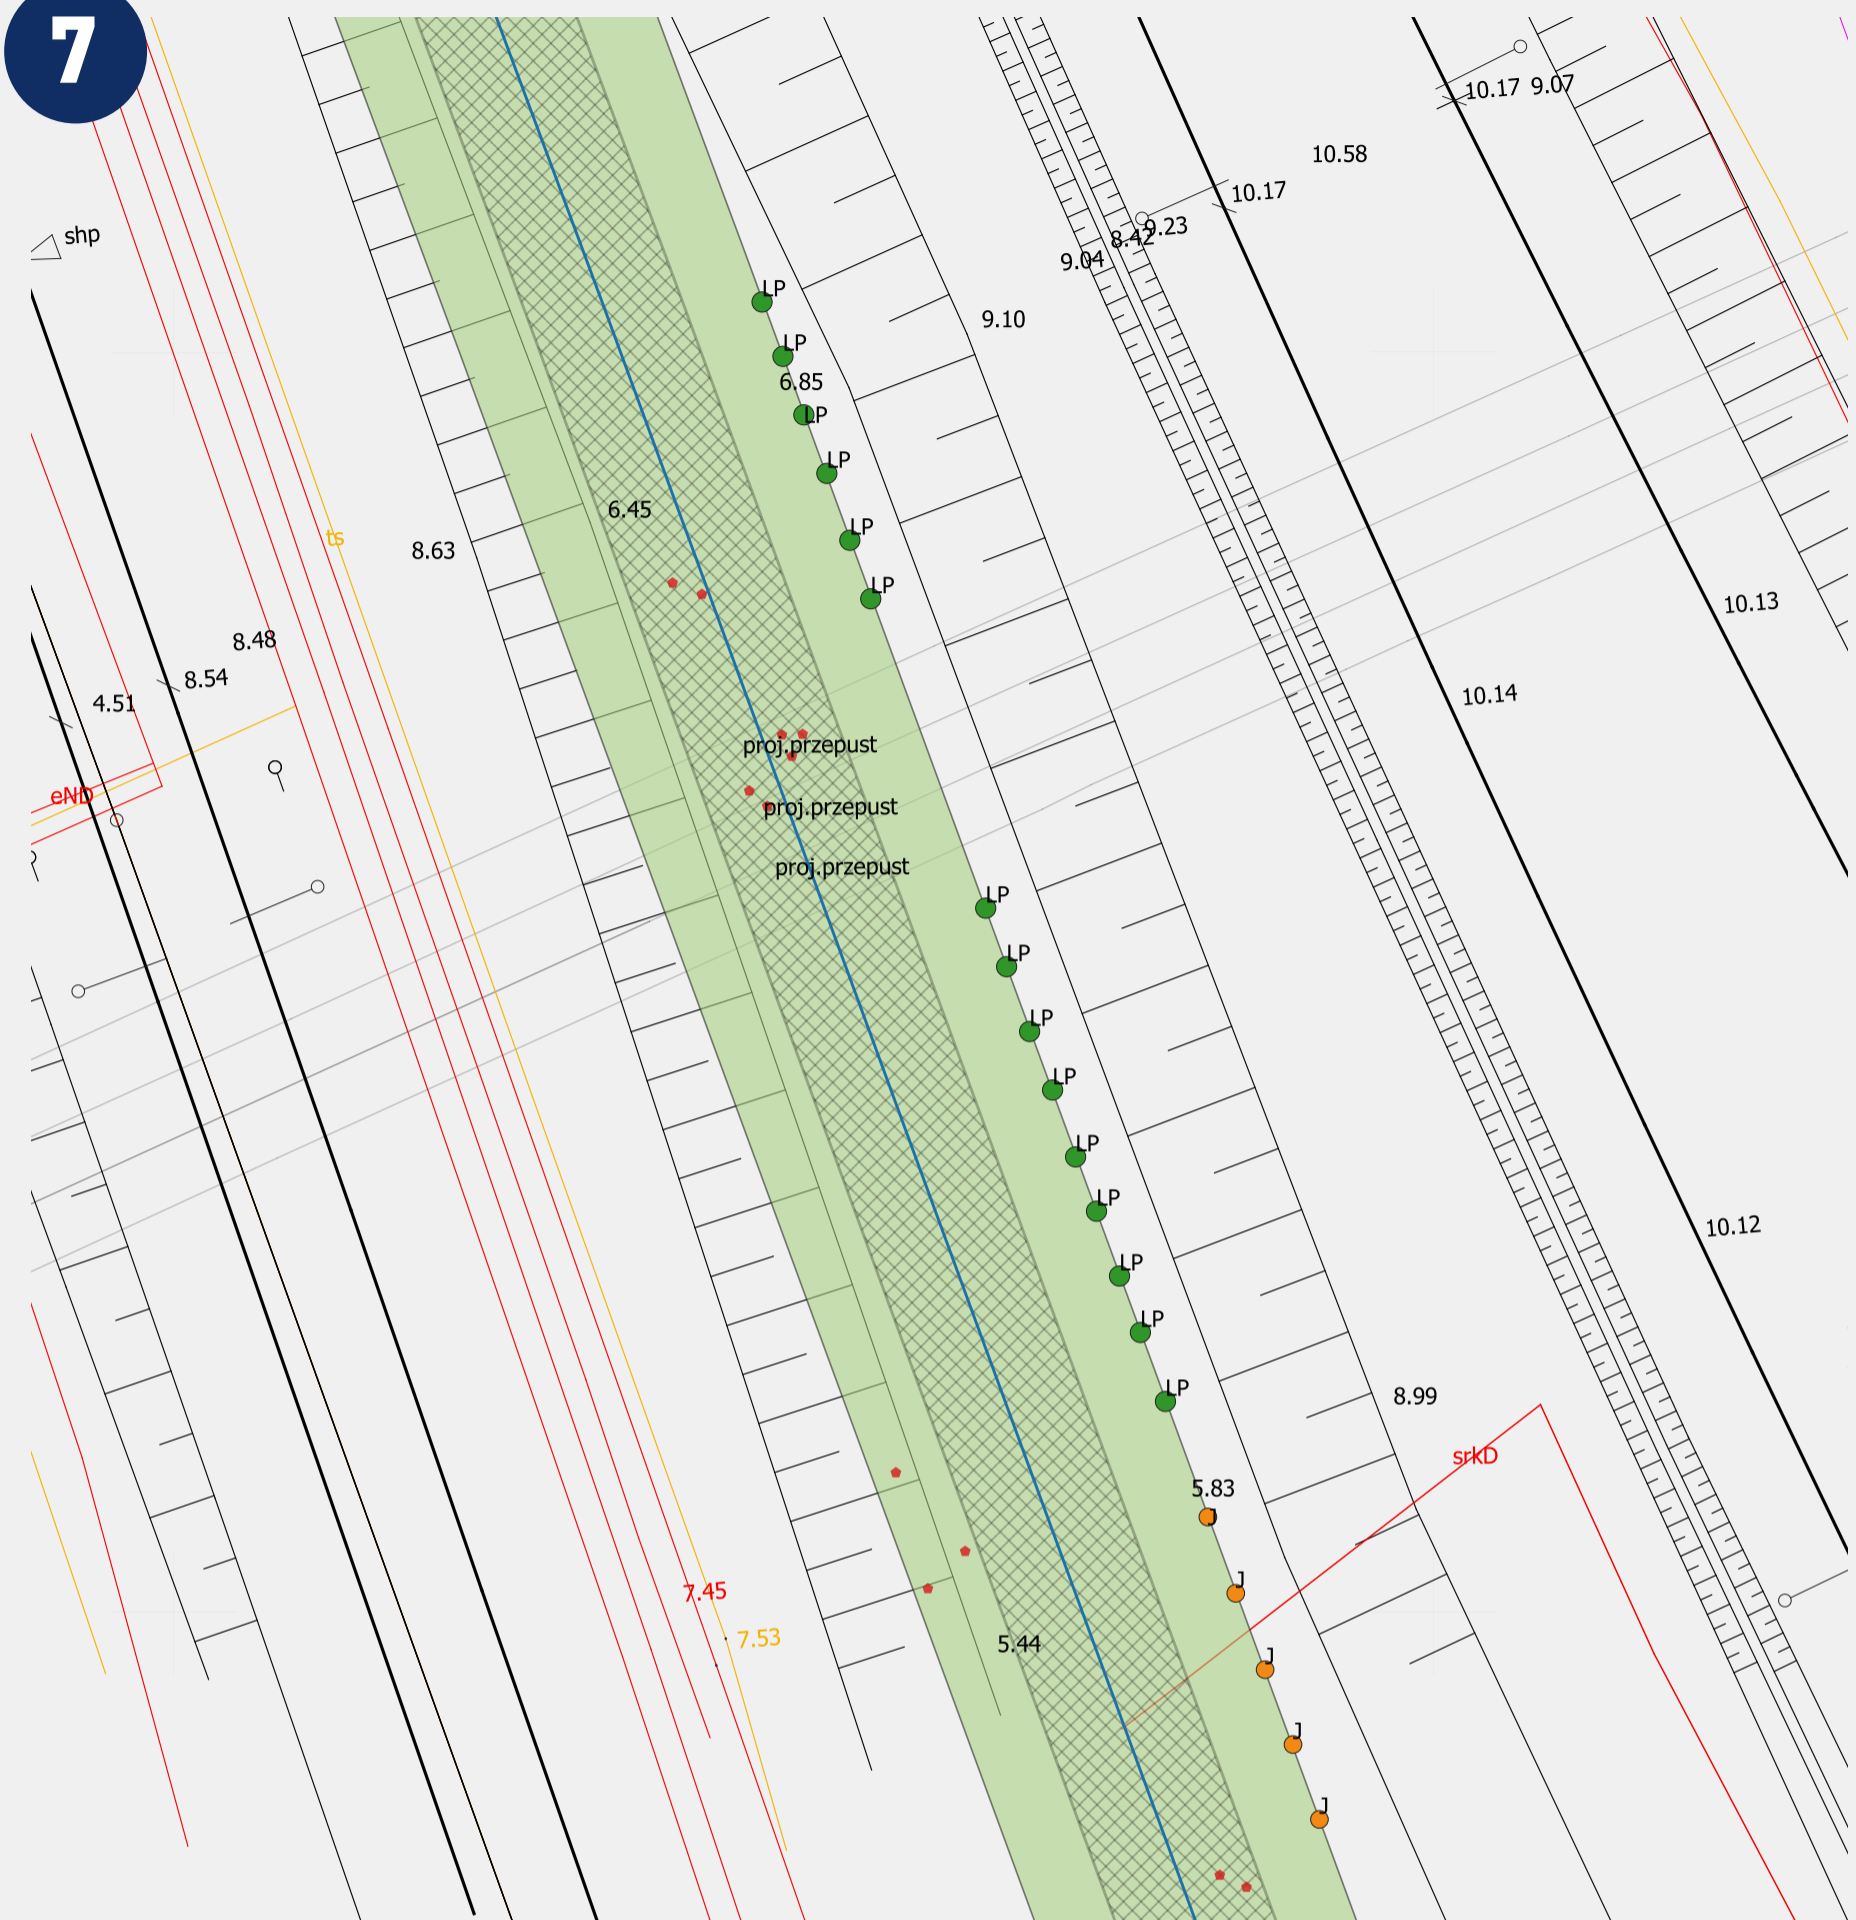 7
10.17 9.07
10.58
10.17
shp
9.23
8.42
9.04
LP
9.10
LP
6.85
LP
LP
6.45
LP
ts
8.63
LP
10.13
8.48
8.54
10.14
4.51
proj.przepust
eND
proj.przepust
proj.przepust
LP
LP
LP
LP
LP
LP
10.12
LP
LP
LP
8.99
srkD
5.83
J
J
7.45
7.53
5.44
J
J
J